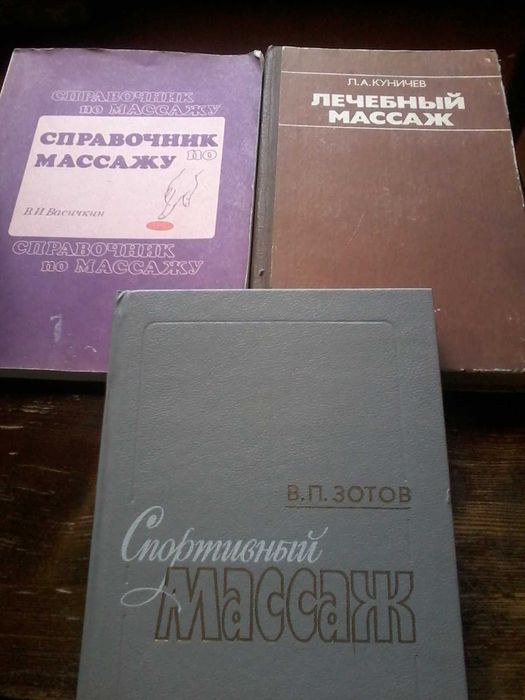 СПРАВОЧНИК
по МАССАЖУ
СПРАВОЧНИК
по
МАССАЖУ
В.И. Васичкин
СПРАВОЧНИК
по МАССАЖУ
Л.А.КУНИЧЕВ
ЛЕЧЕБНЫЙ
МАССАЖ
В.П. ЗОТОВ
Спортивный
МАССАЖ